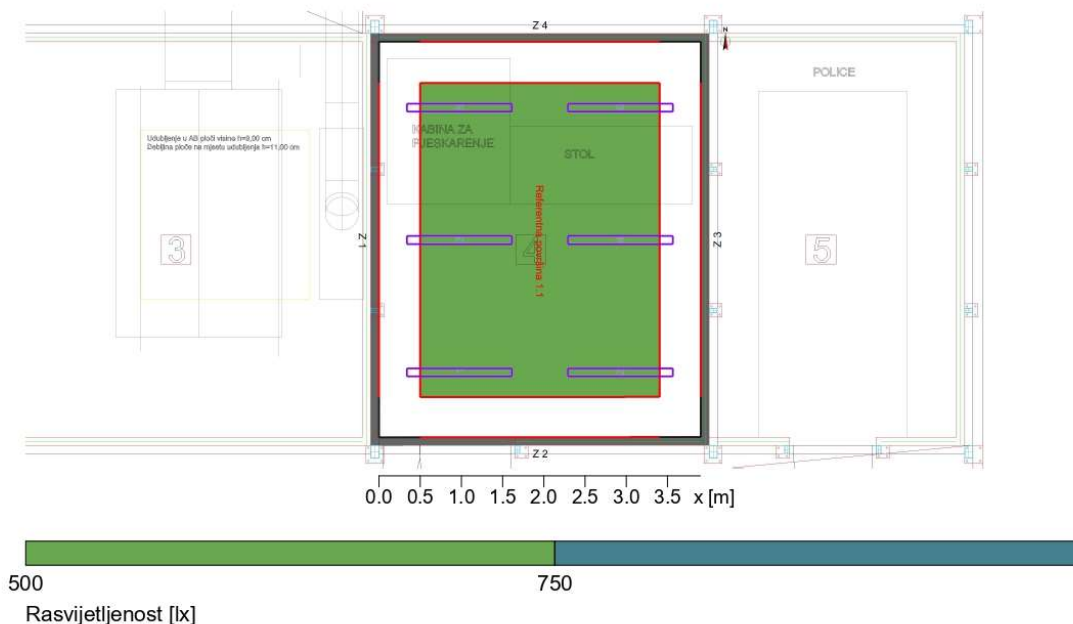 Z 4
N
POLICE
Udubljenje u AB ploči visine h=9,00 cm
Debljina ploče na mjestu udubljenja h=11,00 cm
KABINA ZA
PJESKARENJE
STOL
Referentna površina 1.1
3
Z 1
4
Z 3
5
Z 2
0.0 0.5 1.0 1.5 2.0 2.5 3.0 3.5 x [m]
500 750
Rasvijetljenost [lx]